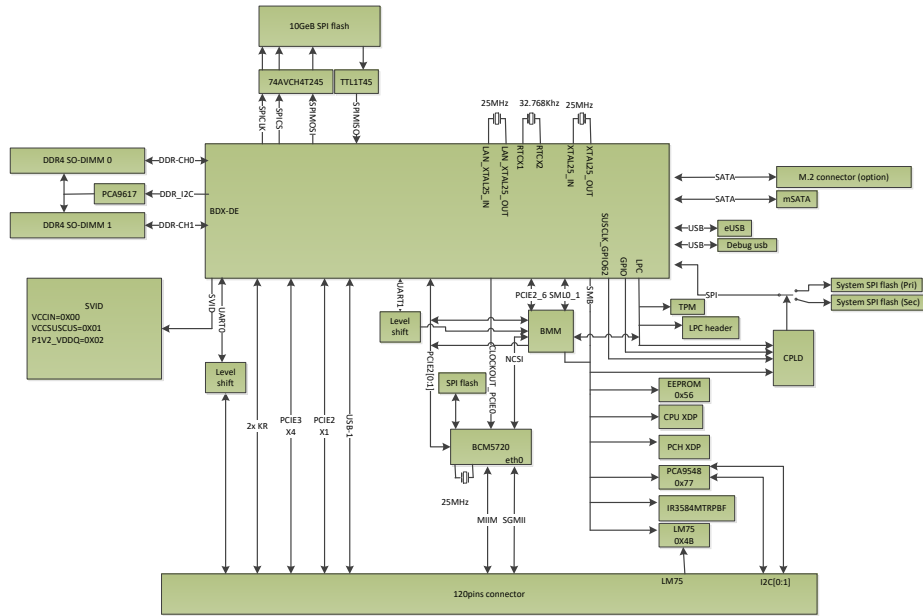 10GeB SPI flash
74AVCH4T245
TTL1T45
SPICLK
SPICS
SPIMOSI
SPIMISO
25MHz
32.768Khz
25MHz
LAN_XTAL25_IN
LAN_XTAL25_OUT
RTCX1
RTCX2
XTAL25_IN
XTAL25_OUT
DDR4 SO-DIMM 0
DDR-CH0
PCA9617
DDR_I2C
BDX-DE
DDR4 SO-DIMM 1
DDR-CH1
SATA
M.2 connector (option)
SATA
mSATA
USB
eUSB
USB
Debug usb
SUSCLK_GPIO62
GPIO
LPC
SPI
System SPI flash (Pri)
System SPI flash (Sec)
SVID
VCCIN=0X00
VCCSUSCUS=0X01
P1V2_VDDQ=0X02
SVID
UART0
UART1
PCIE2_6
SML0_1
SMB
TPM
LPC header
Level
shift
BMM
CPLD
Level
shift
PCIE2[0:1]
CLOCKOUT_PCIE0
NCSI
SPI flash
EEPROM
0x56
CPU XDP
2x KR
PCIE3
X4
PCIE2
X1
USB-1
BCM5720
eth0
PCH XDP
PCA9548
0x77
25MHz
IR3584MTRPBF
MIIM
SGMII
LM75
0X4B
LM75
I2C[0:1]
120pins connector